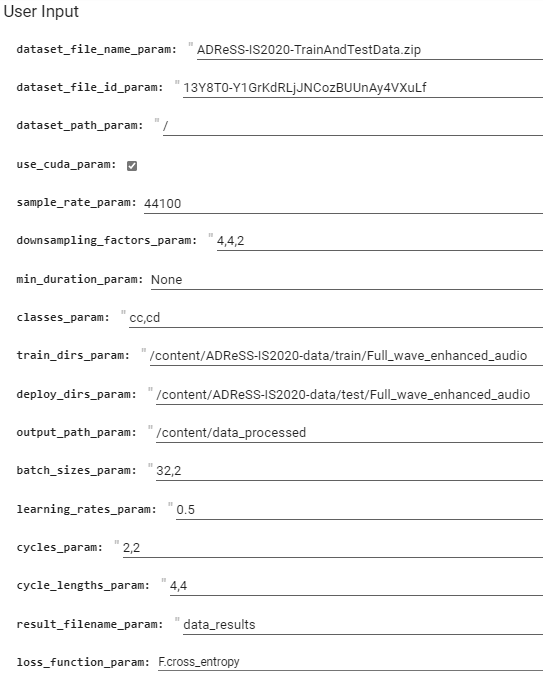 User Input
dataset_file_name_param: " ADReSS-IS2020-TrainAndTestData.zip
dataset_file_id_param: " 13Y8T0-Y1GrKdRLjJNCozBUUnAy4VXuLf
dataset_path_param: " /
use_cuda_param:
sample_rate_param: 44100
downsampling_factors_param: " 4,4,2
min_duration_param: None
classes_param: " cc,cd
train_dirs_param: " /content/ADReSS-IS2020-data/train/Full_wave_enhanced_audio
deploy_dirs_param: " /content/ADReSS-IS2020-data/test/Full_wave_enhanced_audio
output_path_param: " /content/data_processed
batch_sizes_param: " 32,2
learning_rates_param: " 0.5
cycles_param: " 2,2
cycle_lengths_param: " 4,4
result_filename_param: " data_results
loss_function_param: F.cross_entropy